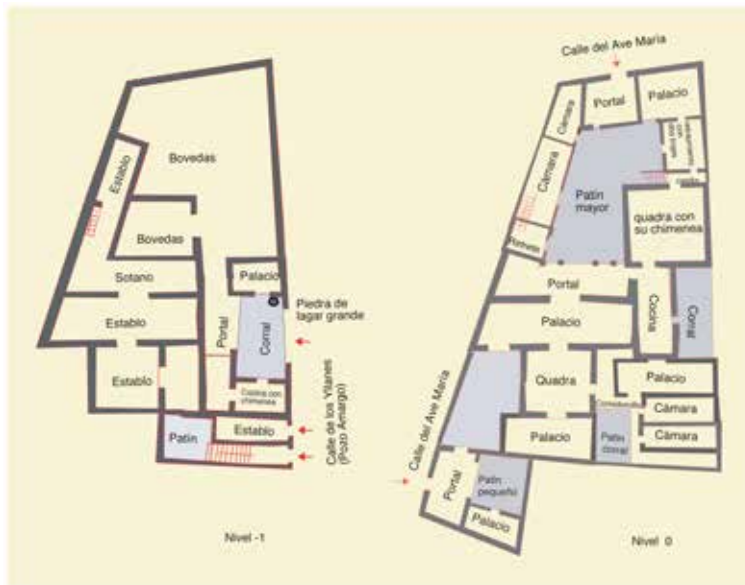 Bovedas
Establo
Bovedas
Sotano
Palacio
Establo
Portal
Corral
Piedra de
lagar grande
Establo
Cocina con
chimenea
Patín
Establo
Calle de los Yllanes
(Pozo Amargo)
Nivel -1
Calle del Ave María
Cámara
Portal
Palacio
Cámara
Patín
mayor
quadra con
su chimenea
Portal
Cocina
Corral
Palacio
Quadra
Palacio
Cámara
Cámara
Palacio
Patín
corral
Calle del Ave María
Portal
Patín
pequeño
Palacio
Nivel 0